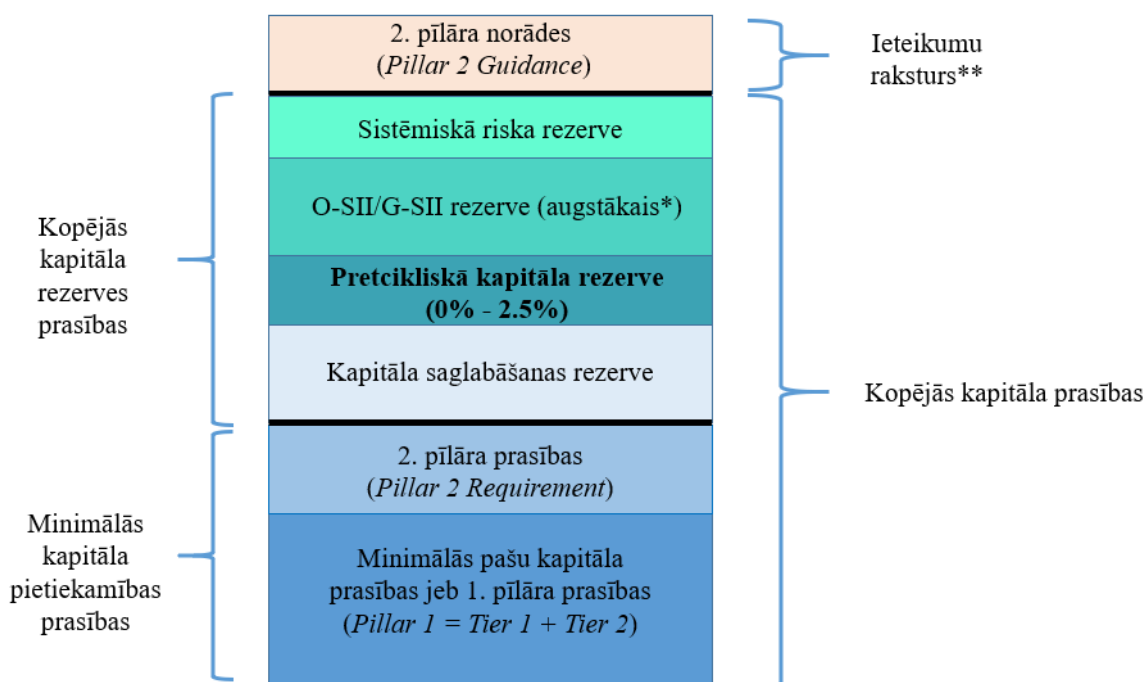 2. pīlāra norādes
(Pillar 2 Guidance)
Ieteikumu
raksturs**
Sistēmiskā riska rezerve
O-SII/G-SII rezerve (augstākais*)
Pretcikliskā kapitāla rezerve
(0% - 2.5%)
Kapitāla saglabāšanas rezerve
Kopējās
kapitāla
rezerves
prasības
Kopējās kapitāla prasības
2. pīlāra prasības
(Pillar 2 Requirement)
Minimālās pašu kapitāla
prasības jeb 1. pīlāra prasības
(Pillar 1 = Tier 1 + Tier 2)
Minimālās
kapitāla
pietiekamības
prasības